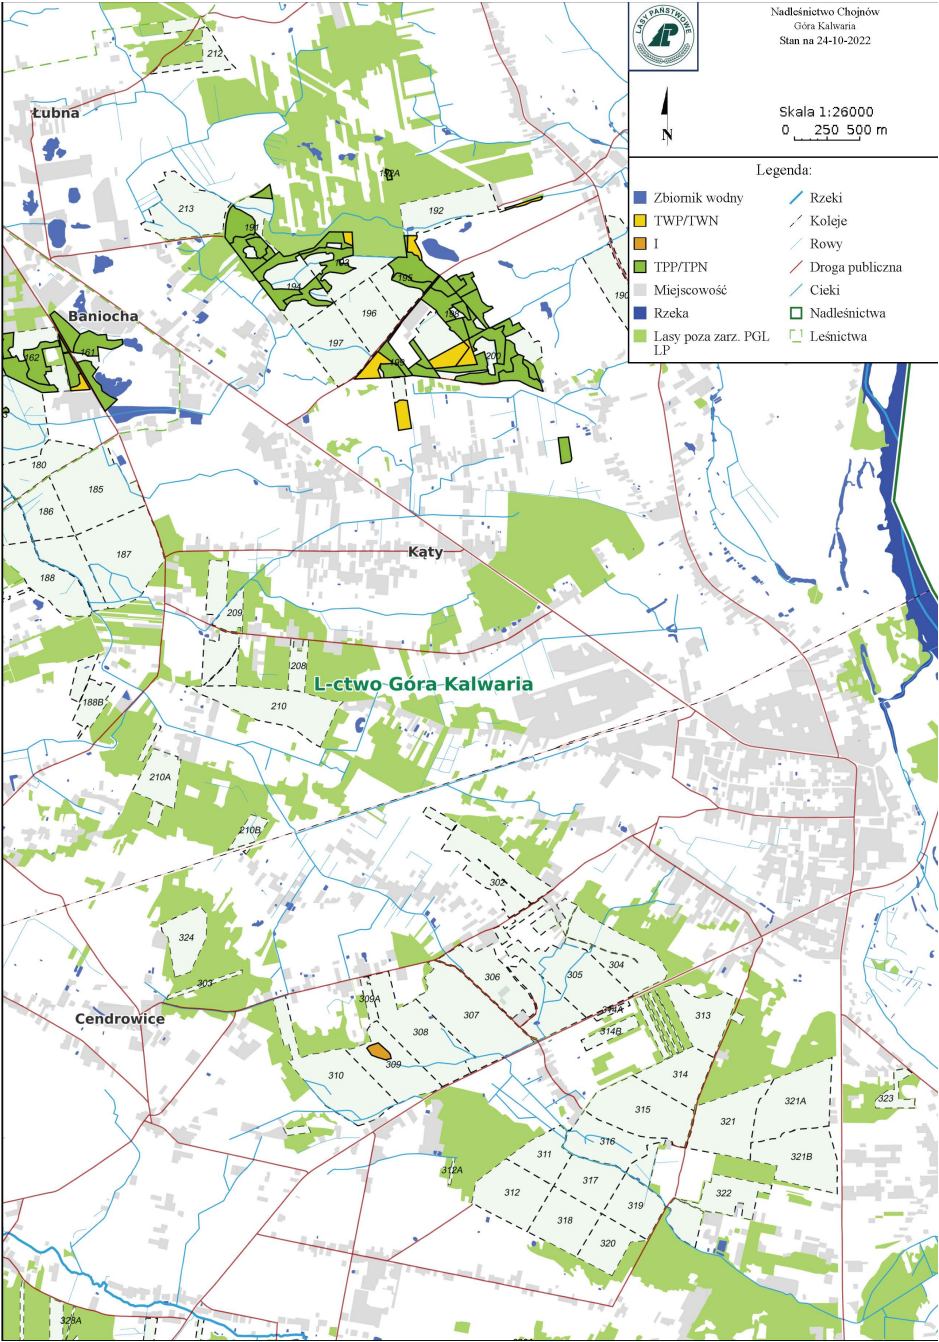 LASY PAŃSTWOWE
Nadleśnictwo Chojnów
Góra Kalwaria
Stan na 24-10-2022
N
Skala 1:26000
0 250 500 m
Legenda:
Zbiornik wodny
TWP/TWN
I
TPP/TPN
Miejscowość
Rzeka
Lasy poza zarz. PGL
LP
Rzeki
Koleje
Rowy
Droga publiczna
Cieki
Nadleśnictwa
Leśnictwa
212
Łubna
192A
213
192
191
193
195
194
190
196
198
Baniocha
197
162
161
199
200
180
185
186
187
Kąty
188
209
208
L-ctwo Góra Kalwaria
188B
210
210A
210B
302
324
303
306
305
304
309A
314A
Cendrowice
307
313
308
314B
309
310
314
315
321A
323
321
316
311
321B
312A
317
312
322
319
318
320
328A